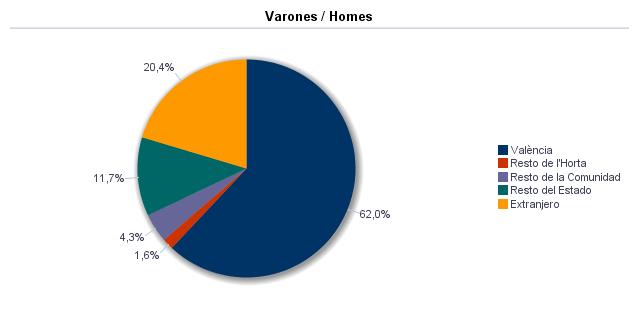 Varones / Homes
20,4%
11,7%
4,3%
1,6%
62,0%
València
Resto de l'Horta
Resto de la Comunidad
Resto del Estado
Extranjero